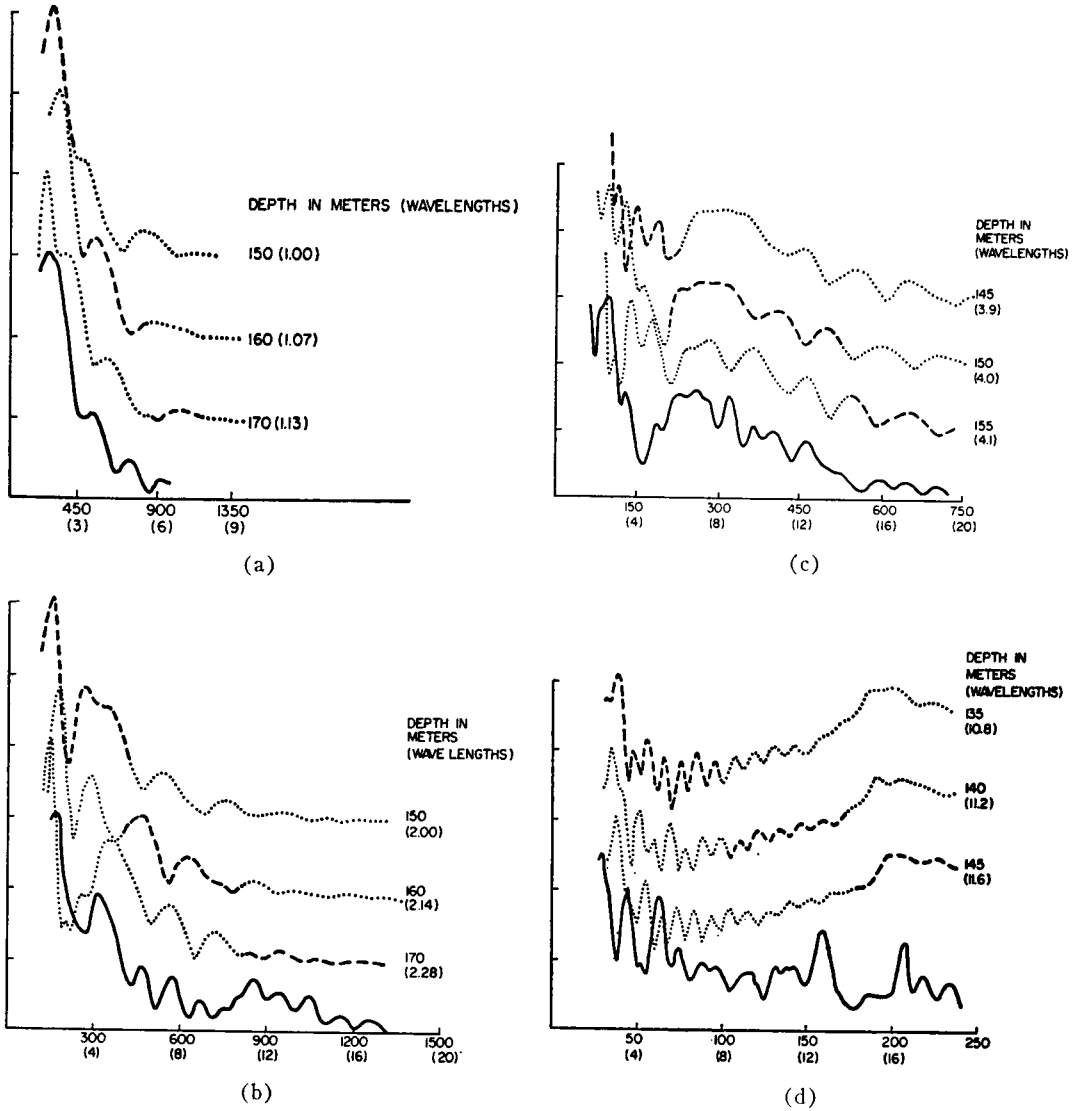 DEPTH IN METERS (WAVELENGTHS)
150 (1.00)
160 (1.07)
170 (1.13)
450 900 1350
(3) (6) (9)
(a)
DEPTH IN
METERS
(WAVELENGTHS)
145
(3.9)
150
(4.0)
155
(4.1)
150 300 450 600 750
(4) (8) (12) (16) (20)
(c)
DEPTH IN
METERS
(WAVE LENGTHS)
150
(2.00)
160
(2.14)
170
(2.28)
300 600 900 1200 1500
(4) (8) (12) (16) (20)
(b)
DEPTH IN
METERS
(WAVELENGTHS)
135
(10.8)
140
(11.2)
145
(11.6)
50 100 150 200 250
(4) (8) (12) (16)
(d)